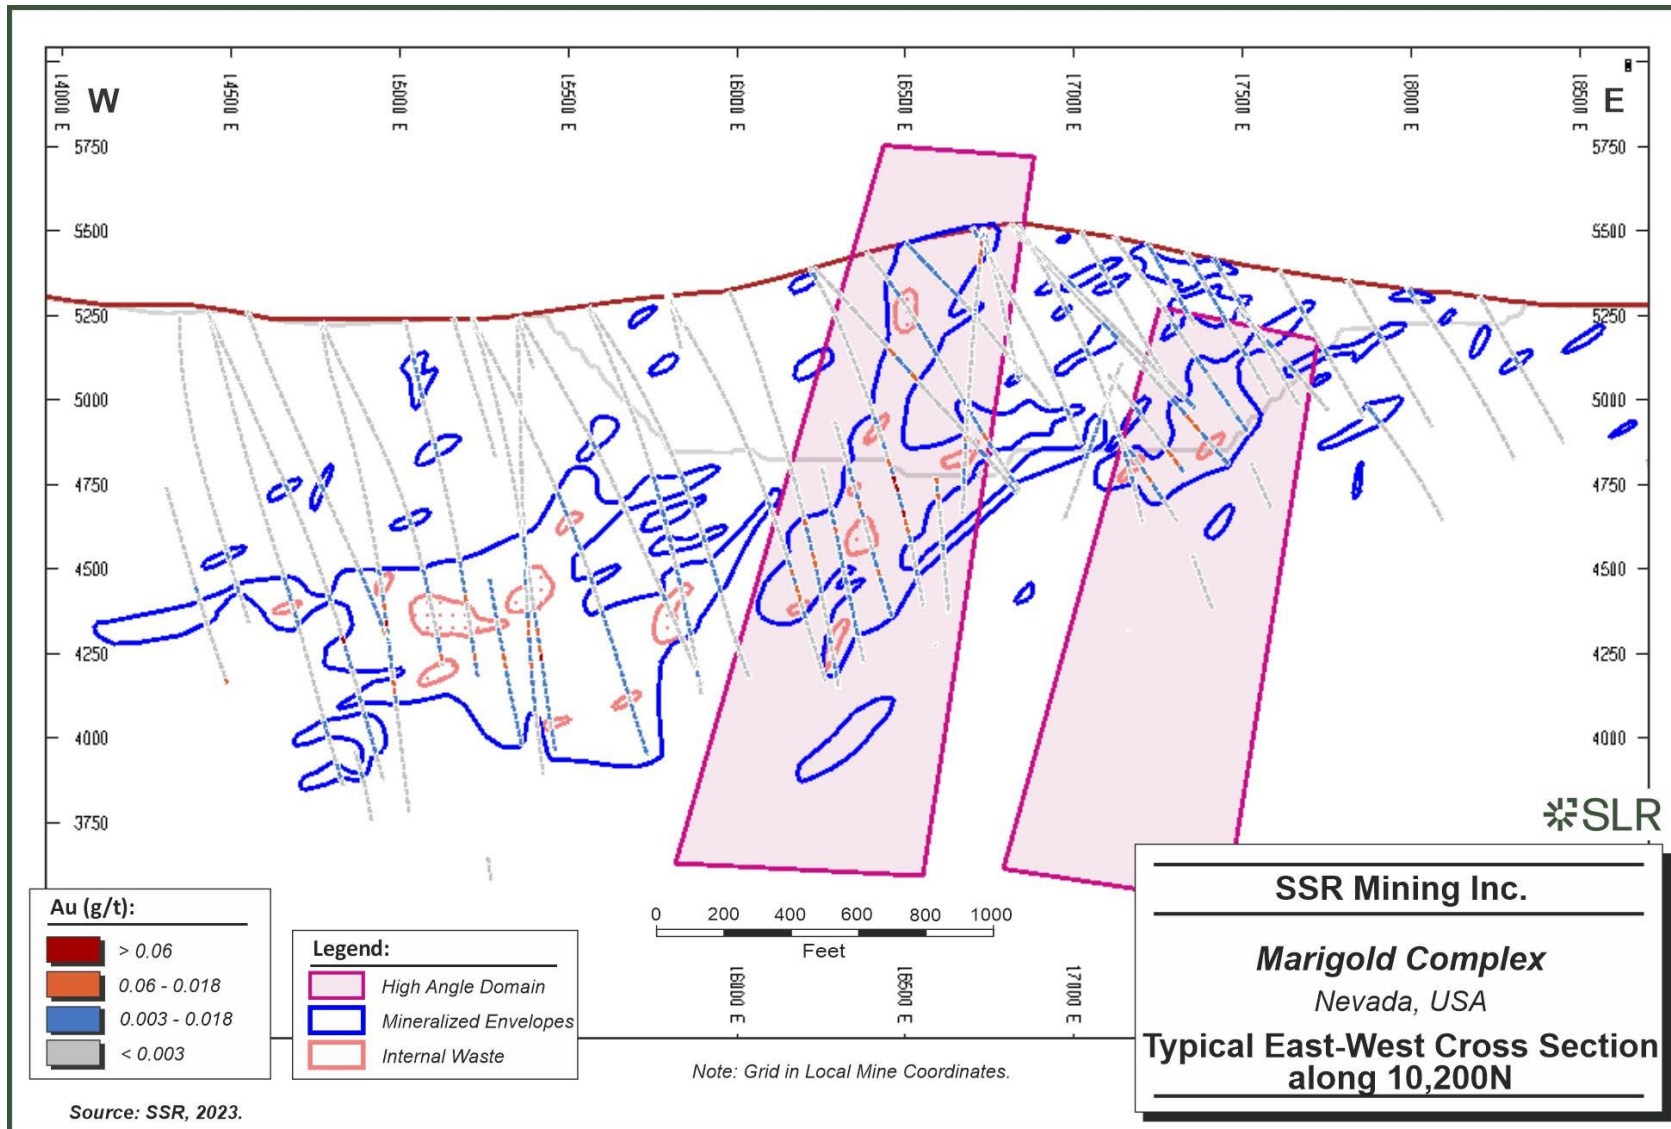 14000 E
14500 E
15000 E
15500 E
16000 E
16500 E
17000 E
17500 E
18000 E
18500 E
W
E
5750
5750
5500
5500
5250
5250
5000
5000
4750
4750
4500
4500
4250
4250
4000
4000
3750
SLR
Au (g/t):
> 0.06
0.06 - 0.018
0.003 - 0.018
< 0.003
Legend:
High Angle Domain
Mineralized Envelopes
Internal Waste
0 200 400 600 800 1000
Feet
16000 E
16500 E
17000 E
SSR Mining Inc.
Marigold Complex
Nevada, USA
Typical East-West Cross Section
along 10,200N
Note: Grid in Local Mine Coordinates.
Source: SSR, 2023.